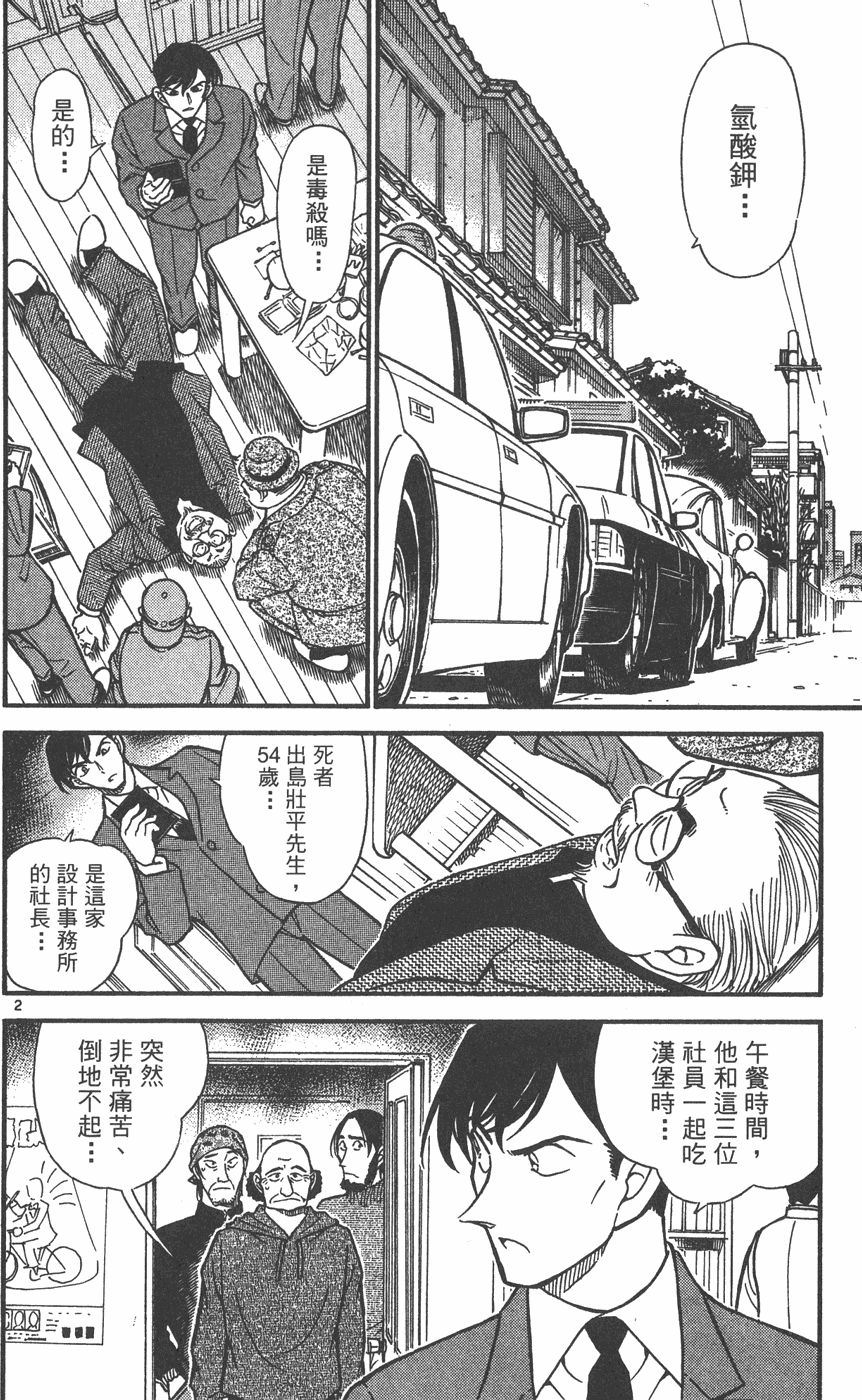 氫酸鉀…
是毒殺嗎…
是的…
死者
出島壯平先生，
54歲…
是這家
設計事務所
的社長…
2
午餐時間，
他和這三位
社員一起吃
漢堡時…
突然
非常痛苦、
倒地不起…